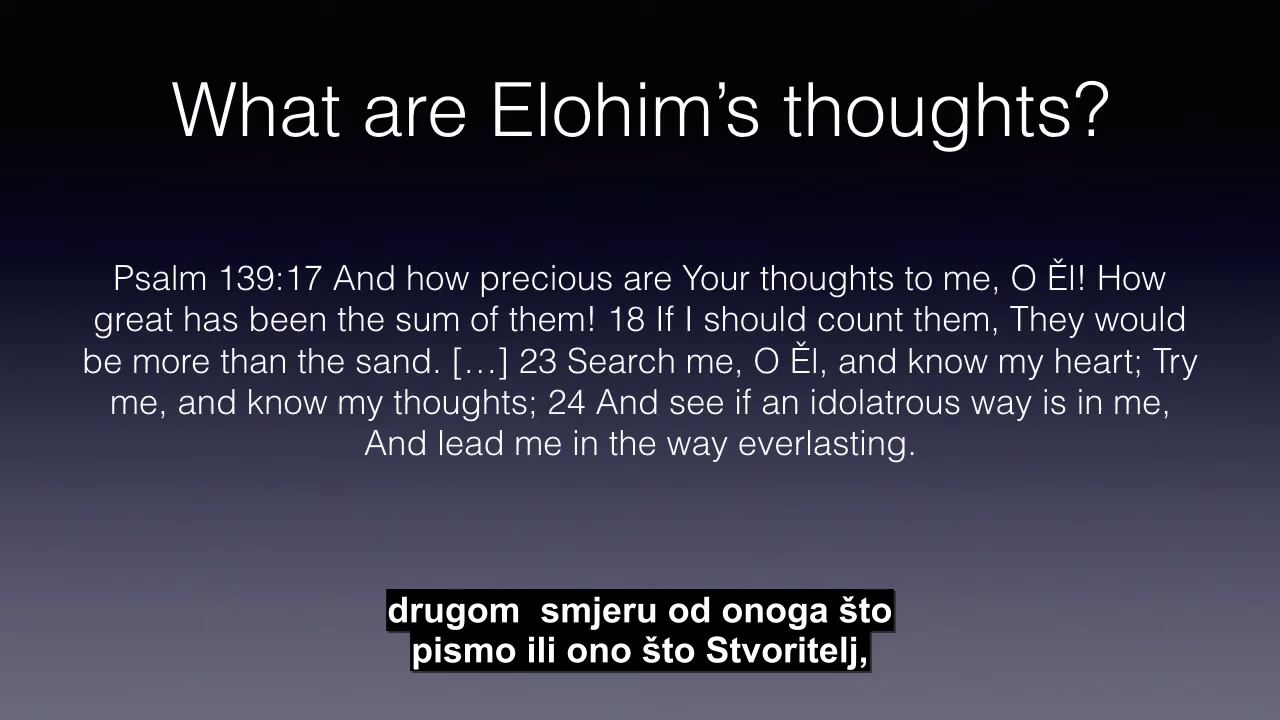 What are Elohim’s thoughts?
Psalm 139:17 And how precious are Your thoughts to me, O Ěl! How
great has been the sum of them! 18 If I should count them, They would
be more than the sand. […] 23 Search me, O Ěl, and know my heart; Try
me, and know my thoughts; 24 And see if an idolatrous way is in me,
And lead me in the way everlasting.
drugom  smjeru od onoga što
pismo ili ono što Stvoritelj,